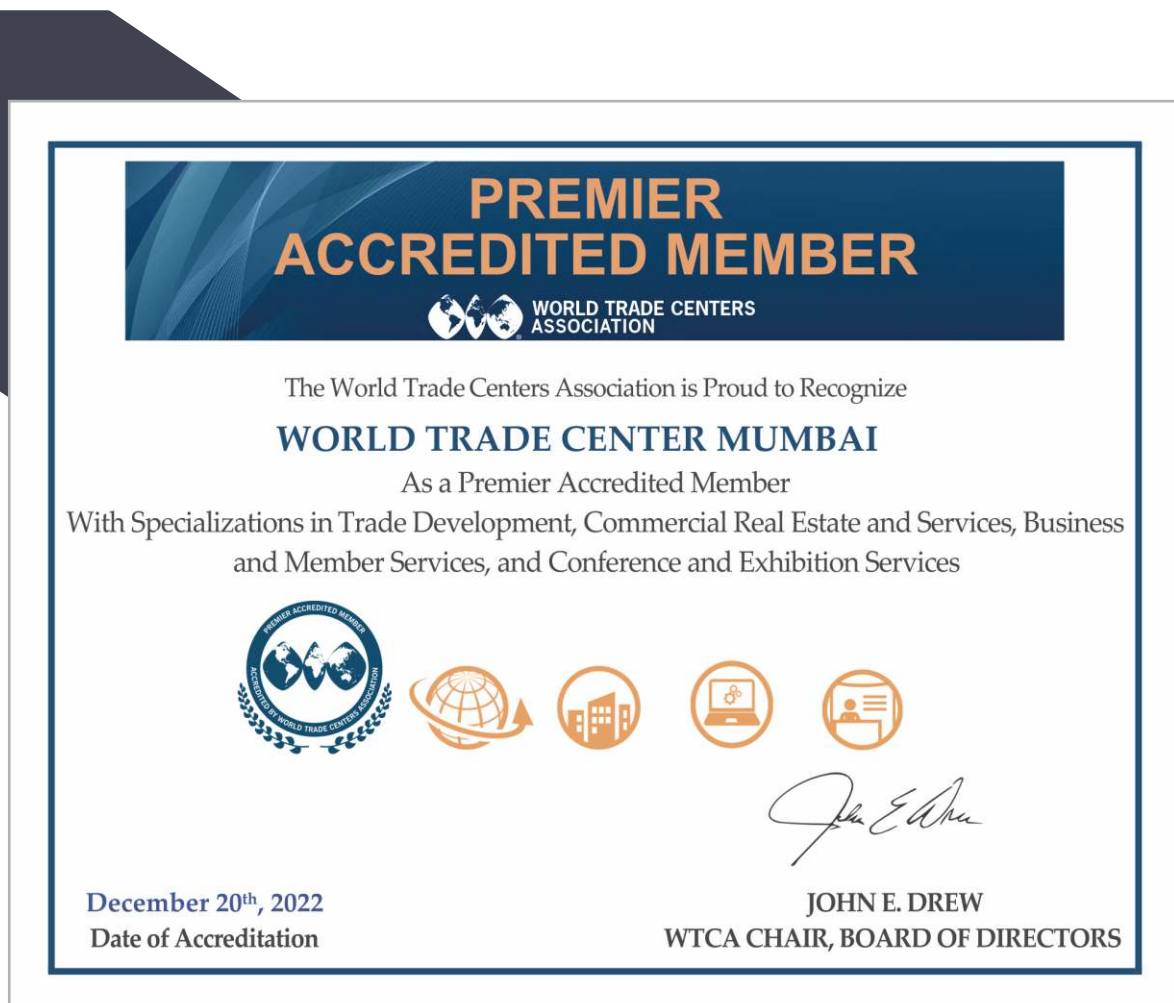 PREMIER
ACCREDITED MEMBER
WORLD TRADE CENTERS
ASSOCIATION
The World Trade Centers Association is Proud to Recognize
WORLD TRADE CENTER MUMBAI
As a Premier Accredited Member
With Specializations in Trade Development, Commercial Real Estate and Services, Business
and Member Services, and Conference and Exhibition Services
PREMIER ACCREDITED MEMBER
ACCREDITED BY WORLD TRADE CENTERS ASSOCIATION
John E Drew
December 20th, 2022
Date of Accreditation
JOHN E. DREW
WTCA CHAIR, BOARD OF DIRECTORS